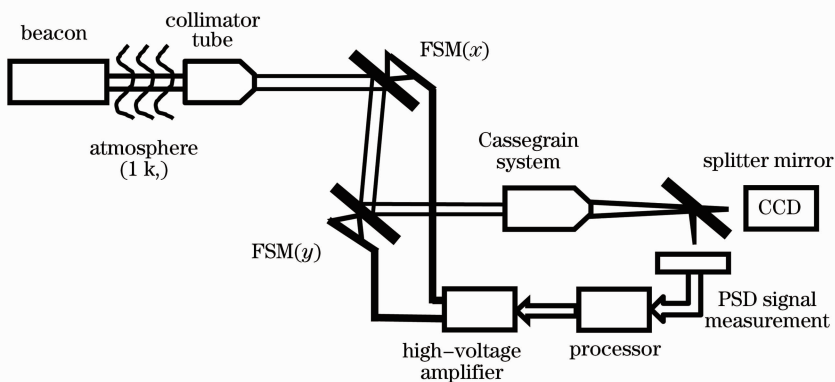 beacon
collimator
tube
FSM(x)
atmosphere
(1 k,)
Cassegrain
system
splitter mirror
CCD
FSM(y)
PSD signal
measurement
high-voltage
amplifier
processor